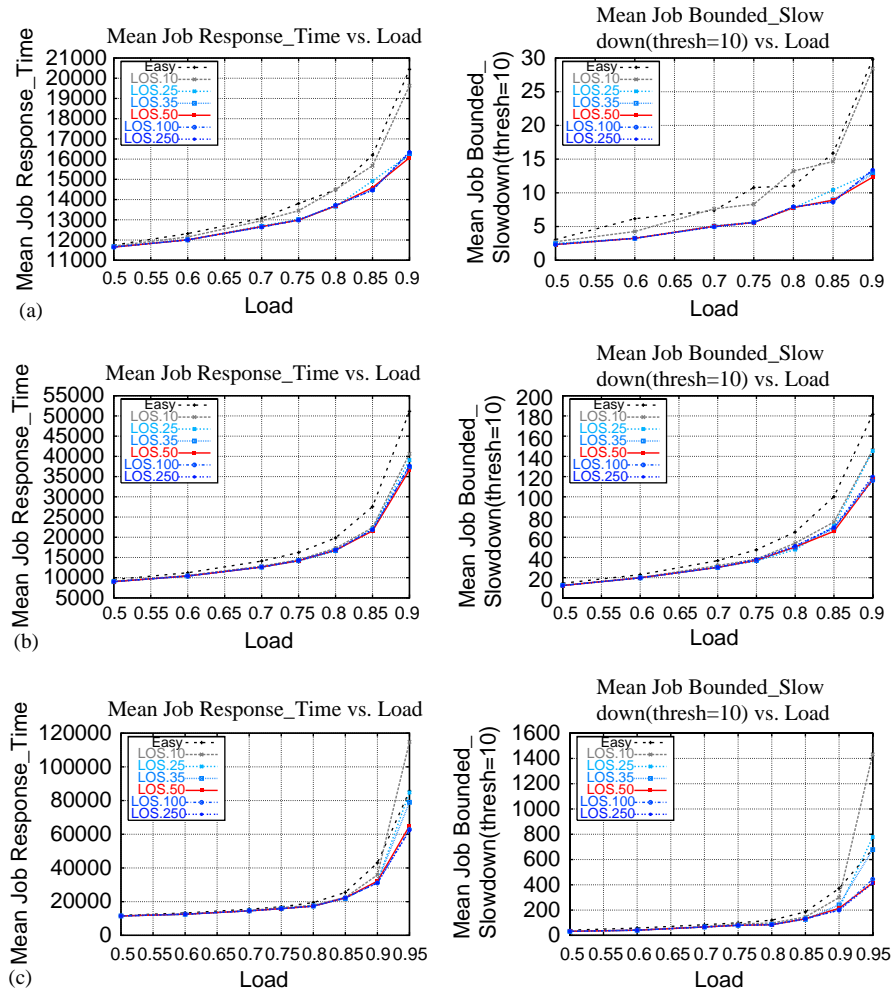 Mean Job Response_Time vs. Load
Mean Job Response_Time
21000
20000
19000
18000
17000
16000
15000
14000
13000
12000
11000
Easy
LOS.10
LOS.25
LOS.35
LOS.50
LOS.100
LOS.250
0.5 0.55 0.6 0.65 0.7 0.75 0.8 0.85 0.9
Load
(a)
Mean Job Bounded_Slow
down(thresh=10) vs. Load
Mean Job Bounded_
Slowdown(thresh=10)
30
25
20
15
10
5
0
Easy
LOS.10
LOS.25
LOS.35
LOS.50
LOS.100
LOS.250
0.5 0.55 0.6 0.65 0.7 0.75 0.8 0.85 0.9
Load
Mean Job Response_Time vs. Load
Mean Job Response_Time
55000
50000
45000
40000
35000
30000
25000
20000
15000
10000
5000
Easy
LOS.10
LOS.25
LOS.35
LOS.50
LOS.100
LOS.250
0.5 0.55 0.6 0.65 0.7 0.75 0.8 0.85 0.9
Load
(b)
Mean Job Bounded_Slow
down(thresh=10) vs. Load
Mean Job Bounded_
Slowdown(thresh=10)
200
180
160
140
120
100
80
60
40
20
0
Easy
LOS.10
LOS.25
LOS.35
LOS.50
LOS.100
LOS.250
0.5 0.55 0.6 0.65 0.7 0.75 0.8 0.85 0.9
Load
Mean Job Response_Time vs. Load
Mean Job Response_Time
120000
100000
80000
60000
40000
20000
0
Easy
LOS.10
LOS.25
LOS.35
LOS.50
LOS.100
LOS.250
0.5 0.55 0.6 0.65 0.7 0.75 0.8 0.85 0.9 0.95
Load
(c)
Mean Job Bounded_Slow
down(thresh=10) vs. Load
Mean Job Bounded_
Slowdown(thresh=10)
1600
1400
1200
1000
800
600
400
200
0
Easy
LOS.10
LOS.25
LOS.35
LOS.50
LOS.100
LOS.250
0.5 0.55 0.6 0.65 0.7 0.75 0.8 0.85 0.9 0.95
Load